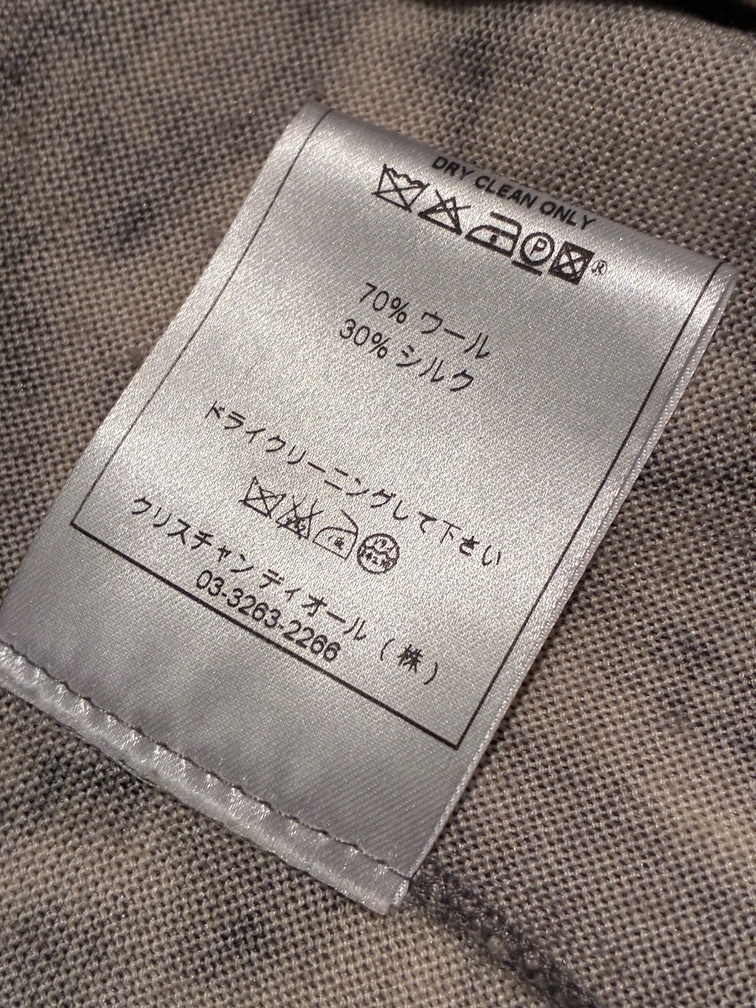 DRY CLEAN ONLY
P ®
70% ウール
30% シルク
ドライクリーニングして下さい
クリスチャン ディオール (株)
03-3263-2266